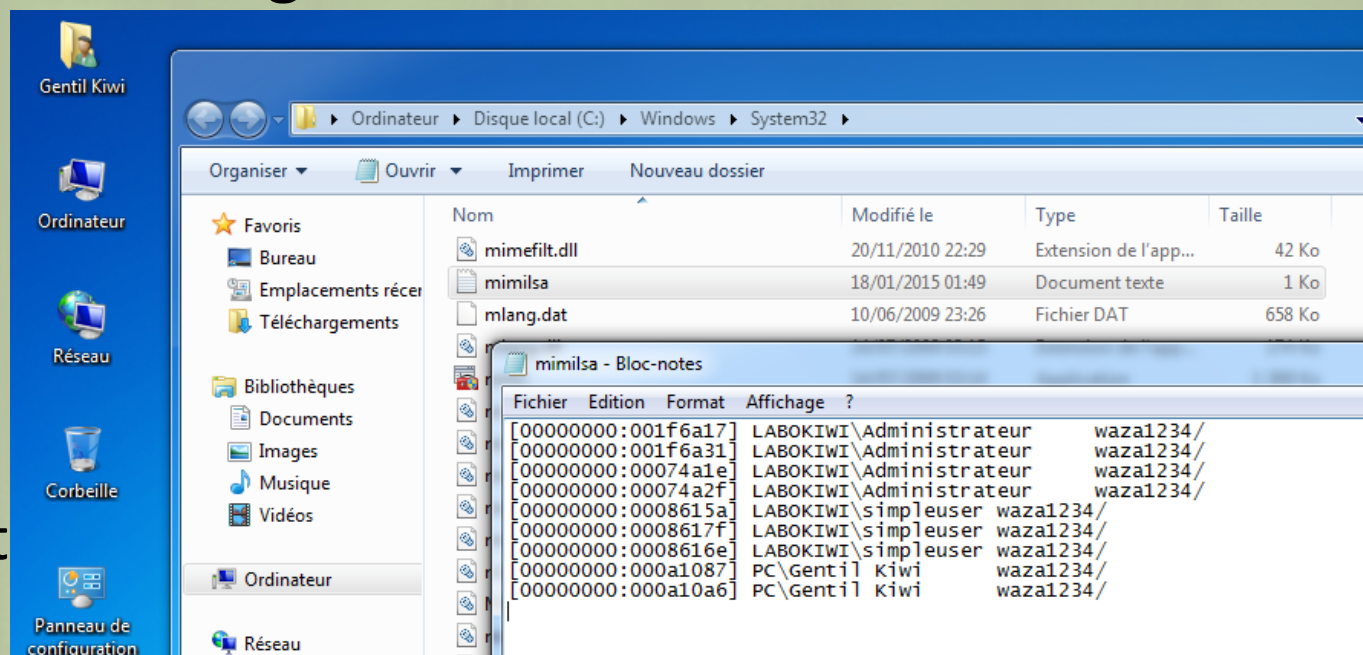 Gentil Kiwi
Ordinateur
Réseau
Corbeille
Panneau de
configuration
Ordinateur Disque local (C:) Windows System32
Organiser Ouvrir Imprimer Nouveau dossier
Favoris
Bureau
Emplacements récen
Téléchargements
Bibliothèques
Documents
Images
Musique
Vidéos
Ordinateur
Réseau
Nom Modifié le Type Taille
mimefilt.dll 20/11/2010 22:29 Extension de l'app... 42 Ko
mimilsa 18/01/2015 01:49 Document texte 1 Ko
mlang.dat 10/06/2009 23:26 Fichier DAT 658 Ko
mimilsa - Bloc-notes
Fichier Edition Format Affichage ?
[00000000:001f6a17] LABOKIWI\Administrateur waza1234/
[00000000:001f6a31] LABOKIWI\Administrateur waza1234/
[00000000:00074a1e] LABOKIWI\Administrateur waza1234/
[00000000:00074a2f] LABOKIWI\Administrateur waza1234/
[00000000:0008615a] LABOKIWI\simpleuser waza1234/
[00000000:0008617f] LABOKIWI\simpleuser waza1234/
[00000000:0008616e] LABOKIWI\simpleuser waza1234/
[00000000:000a1087] PC\Gentil Kiwi waza1234/
[00000000:000a10a6] PC\Gentil Kiwi waza1234/